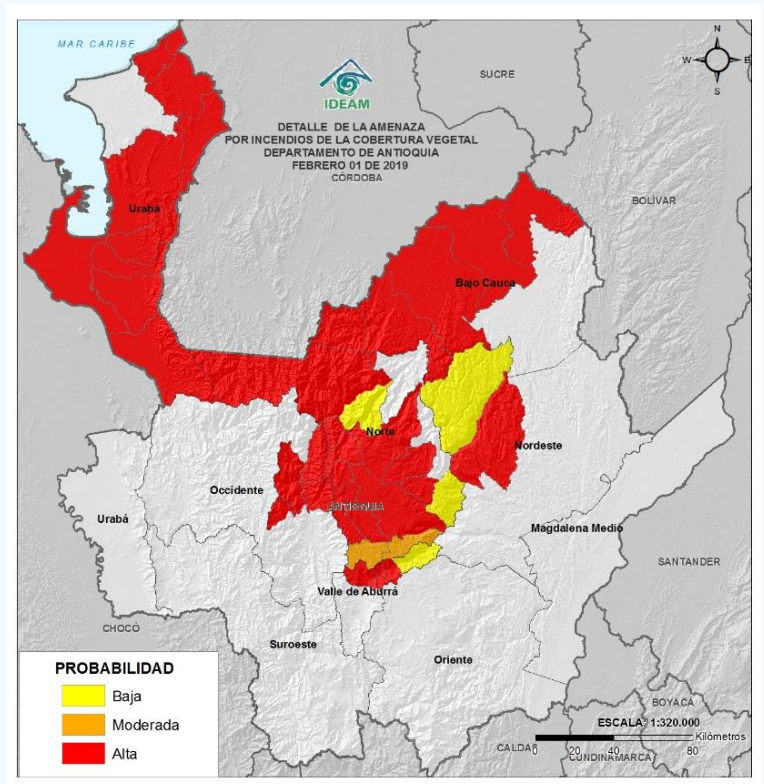 MAR CARIBE
N
W
E
S
SUCRE
IDEAM
DETALLE DE LA AMENAZA
POR INCENDIOS DE LA COBERTURA VEGETAL
DEPARTAMENTO DE ANTIOQUIA
FEBRERO 01 DE 2019
CÓRDOBA
BOLÍVAR
Urabá
Bajo Cauca
Norte
Nordeste
Occidente
ANTIOQUIA
Urabá
Magdalena Medio
SANTANDER
Valle de Aburrá
CHOCÓ
Suroeste
Oriente
PROBABILIDAD
Baja
Moderada
Alta
BOYACÁ
ESCALA: 1:320.000
Kilómetros
0 20 40 80
CALDAS
CUNDINAMARCA